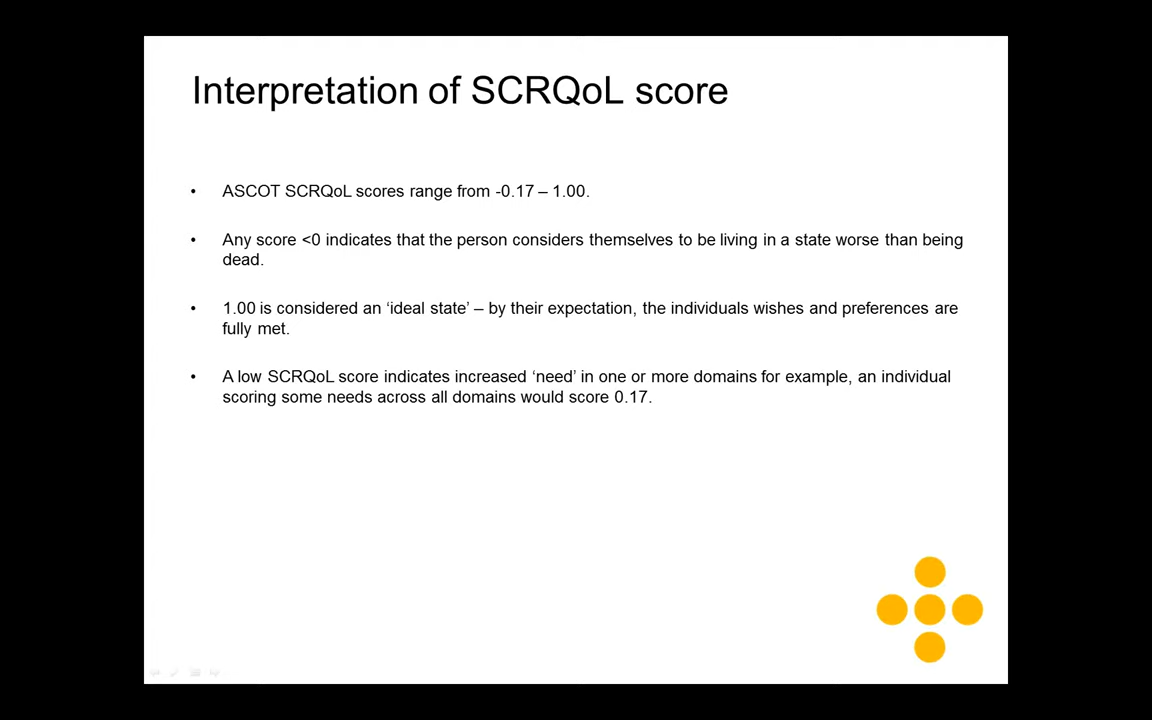 Interpretation of SCRQoL score
• ASCOT SCRQoL scores range from -0.17 – 1.00.
• Any score <0 indicates that the person considers themselves to be living in a state worse than being
dead.
• 1.00 is considered an ‘ideal state’ – by their expectation, the individuals wishes and preferences are
fully met.
• A low SCRQoL score indicates increased ‘need’ in one or more domains for example, an individual
scoring some needs across all domains would score 0.17.